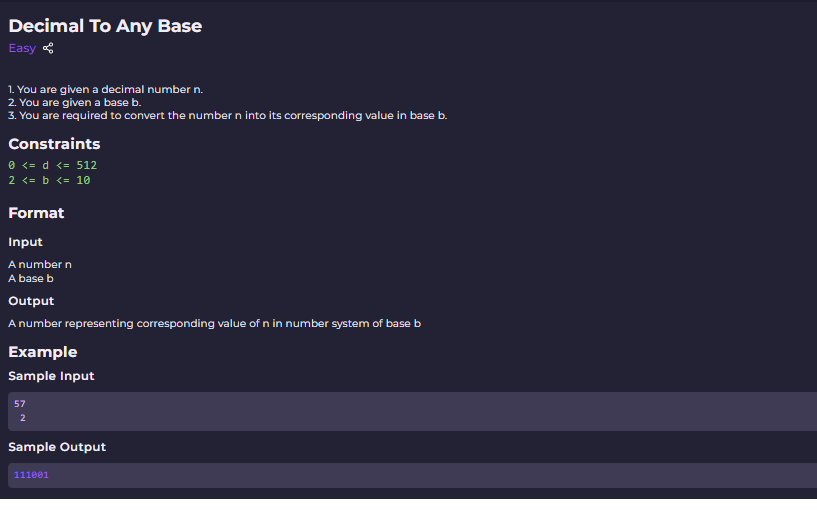 Decimal To Any Base
Easy
1. You are given a decimal number n.
2. You are given a base b.
3. You are required to convert the number n into its corresponding value in base b.
Constraints
0 <= d <= 512
2 <= b <= 10
Format
Input
A number n
A base b
Output
A number representing corresponding value of n in number system of base b
Example
Sample Input
57
2
Sample Output
111001